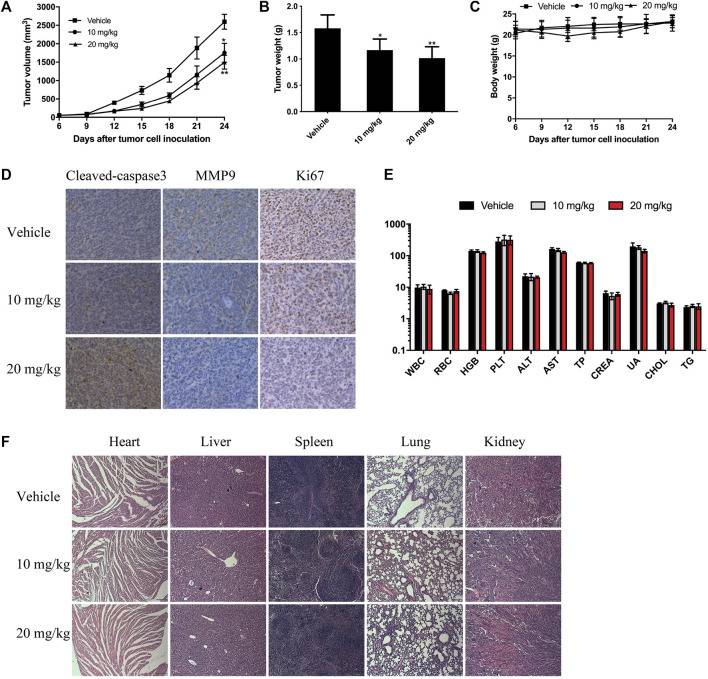 A
Vehicle
10 mg/kg
20 mg/kg
Tumor volume (mm3)
3000
2500
2000
1500
1000
500
0
*
**
6 9 12 15 18 21 24
Days after tumor cell inoculation
B
Tumor weight (g)
2.0
1.5
1.0
0.5
0.0
*
**
Vehicle
10 mg/kg
20 mg/kg
C
Vehicle 10 mg/kg 20 mg/kg
Body weight (g)
25
20
15
10
5
0
6 9 12 15 18 21 24
Days after tumor cell inoculation
D
Cleaved-caspase3 MMP9 Ki67
Vehicle
10 mg/kg
20 mg/kg
E
Vehicle 10 mg/kg 20 mg/kg
1000
100
10
1
0.1
WBC RBC HGB PLT ALT AST TP CREA UA CHOL TG
F
Heart Liver Spleen Lung Kidney
Vehicle
10 mg/kg
20 mg/kg